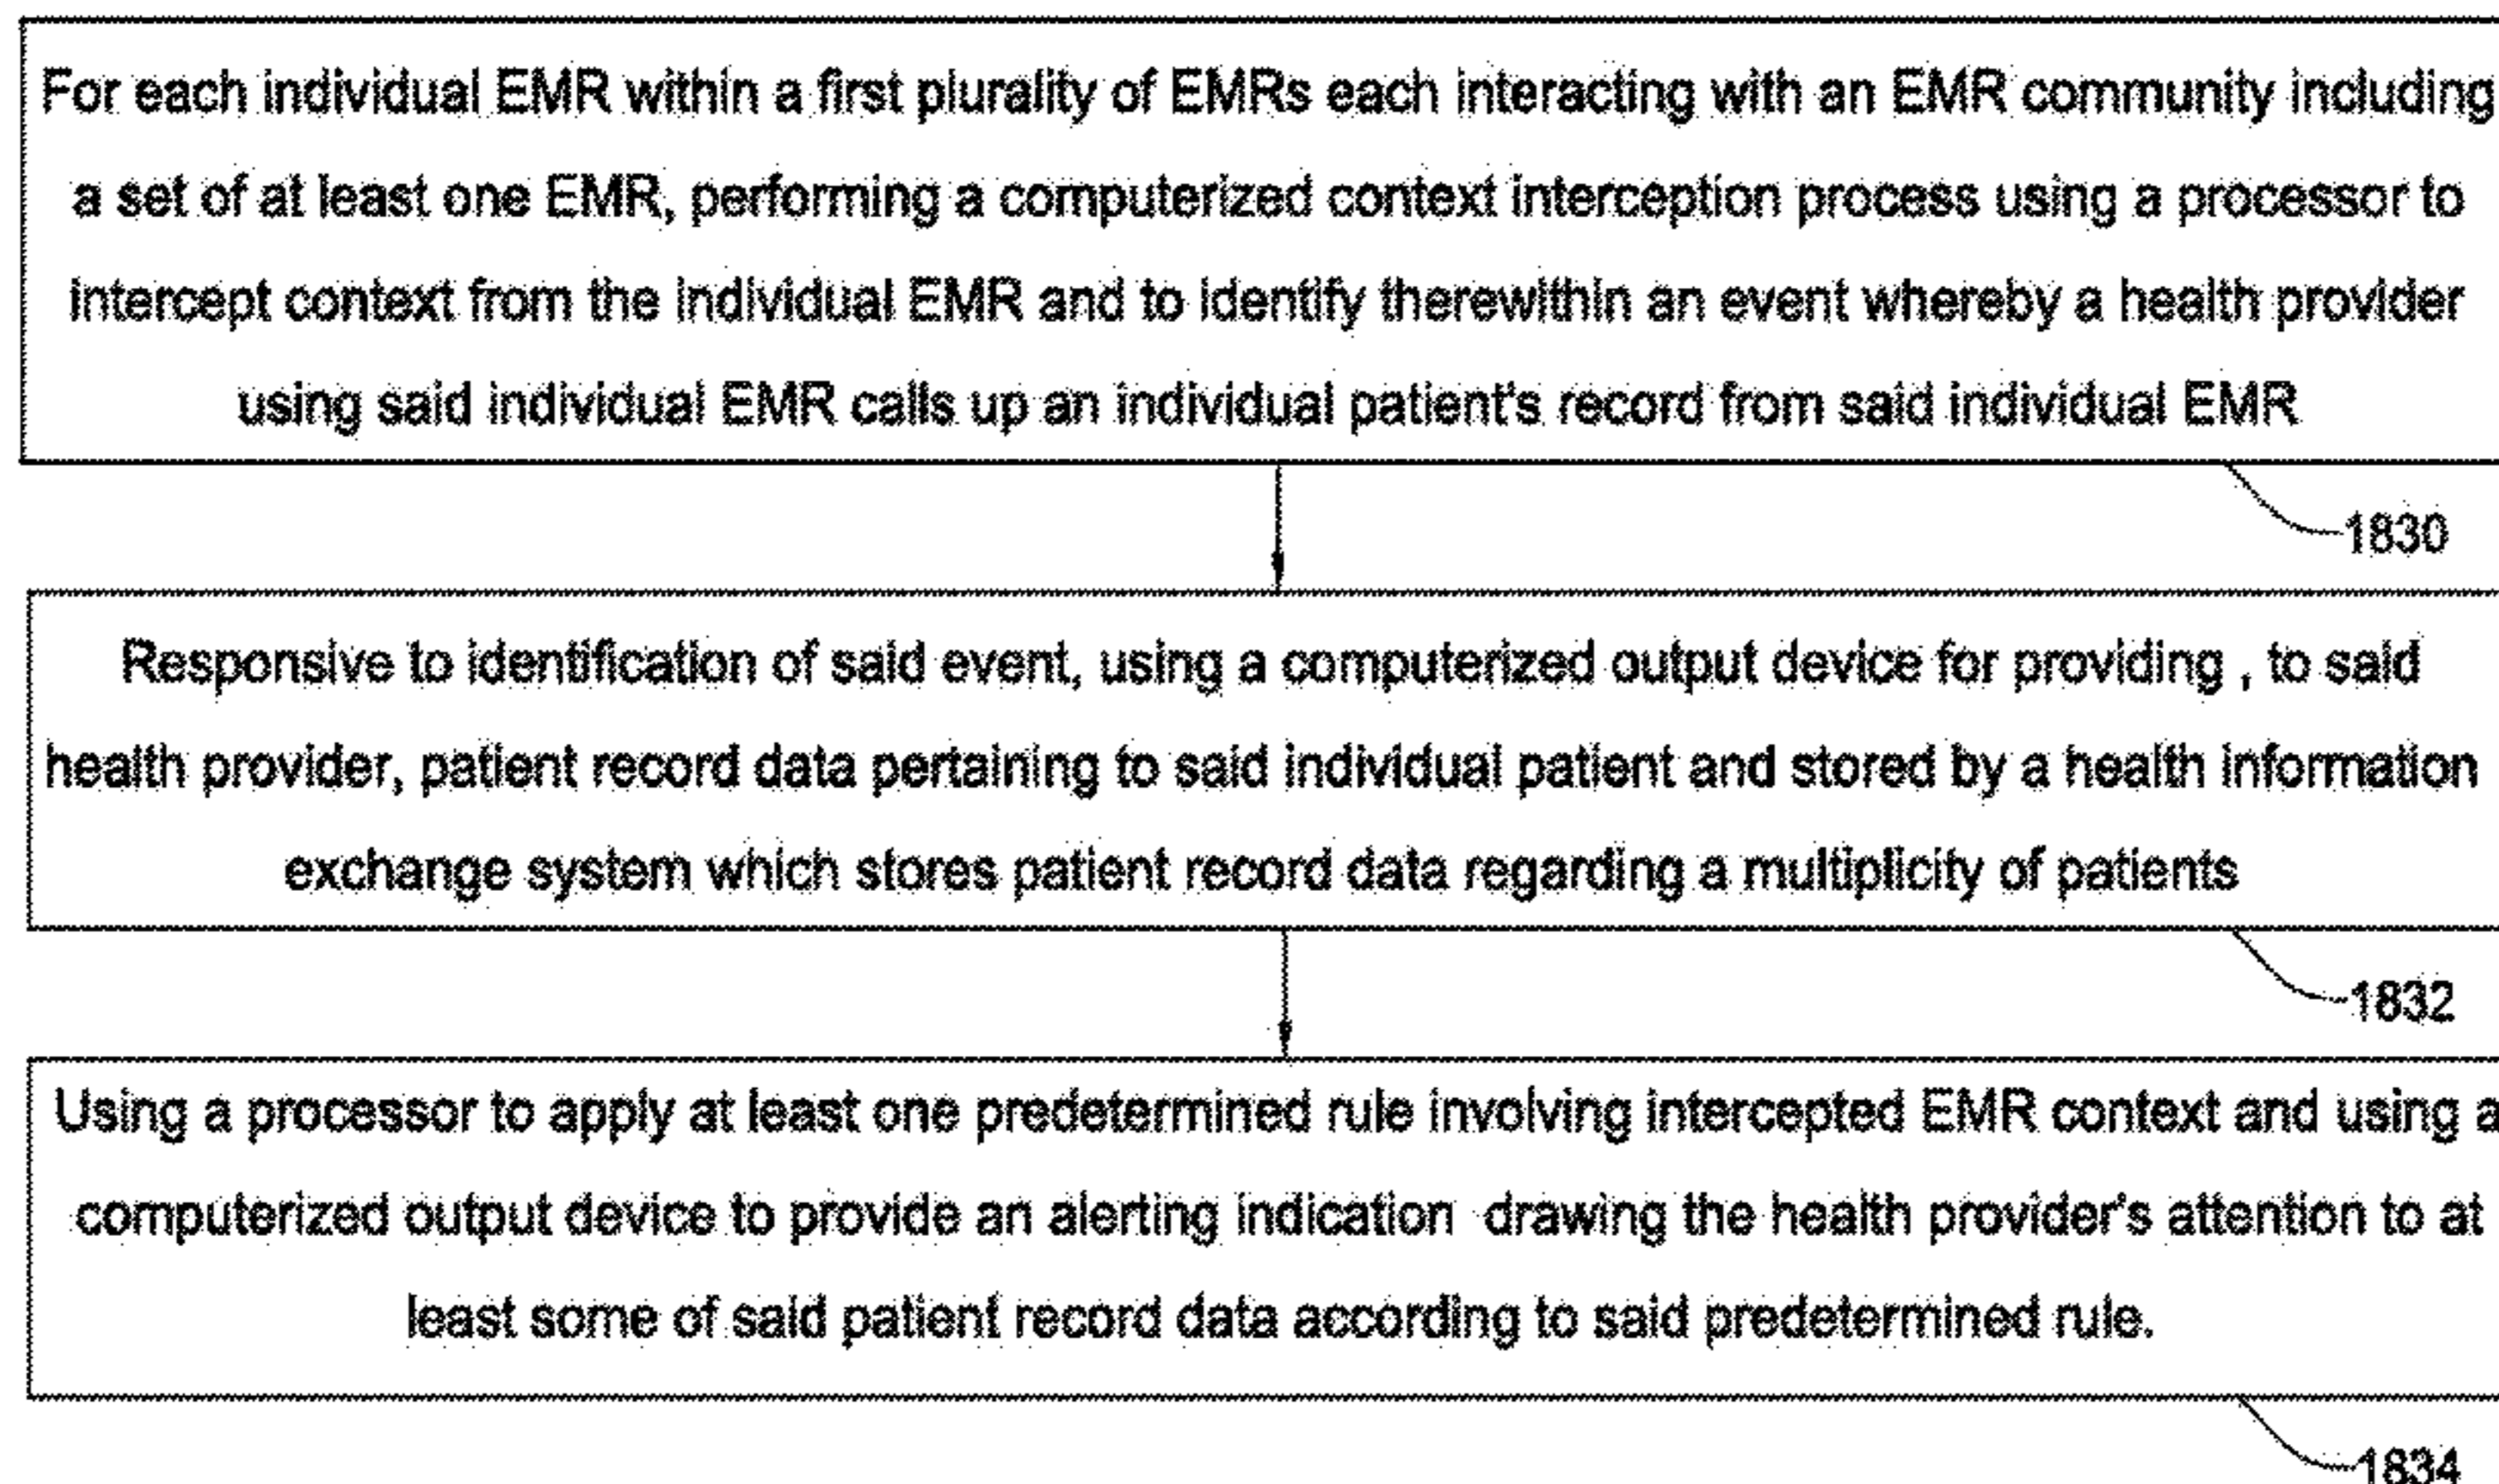 For each individual EMR within a first plurality of EMRs each interacting with an EMR community including
a set of at least one EMR, performing a computerized context interception process using a processor to
intercept context from the individual EMR and to identify therewithin an event whereby a health provider
using said individual EMR calls up an individual patient's record from said individual EMR
1830
Responsive to identification of said event, using a computerized output device for providing , to said
health provider, patient record data pertaining to said individual patient and stored by a health information
exchange system which stores patient record data regarding a multiplicity of patients
1832
Using a processor to apply at least one predetermined rule involving intercepted EMR context and using a
computerized output device to provide an alerting indication drawing the health provider's attention to at
least some of said patient record data according to said predetermined rule.
1834